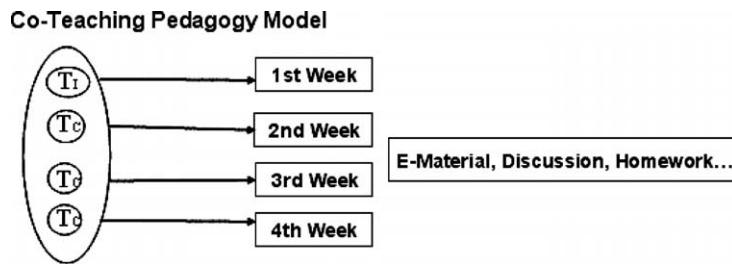 Co-Teaching Pedagogy Model
TI
1st Week
TC
2nd Week
E-Material, Discussion, Homework...
TC
3rd Week
TC
4th Week